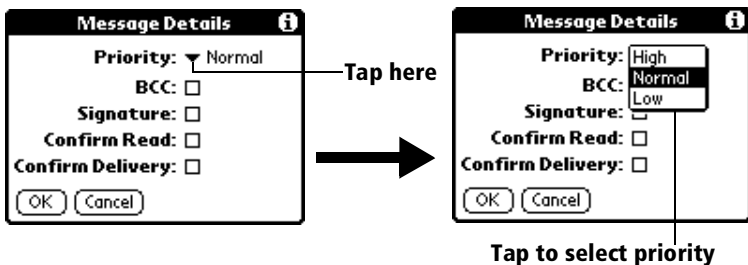 Message Details
Priority: Normal
BCC:
Signature:
Confirm Read:
Confirm Delivery:
OK Cancel
Tap here
Message Details
Priority: High
Normal
BCC:
Low
Signature:
Confirm Read:
Confirm Delivery:
OK Cancel
Tap to select priority